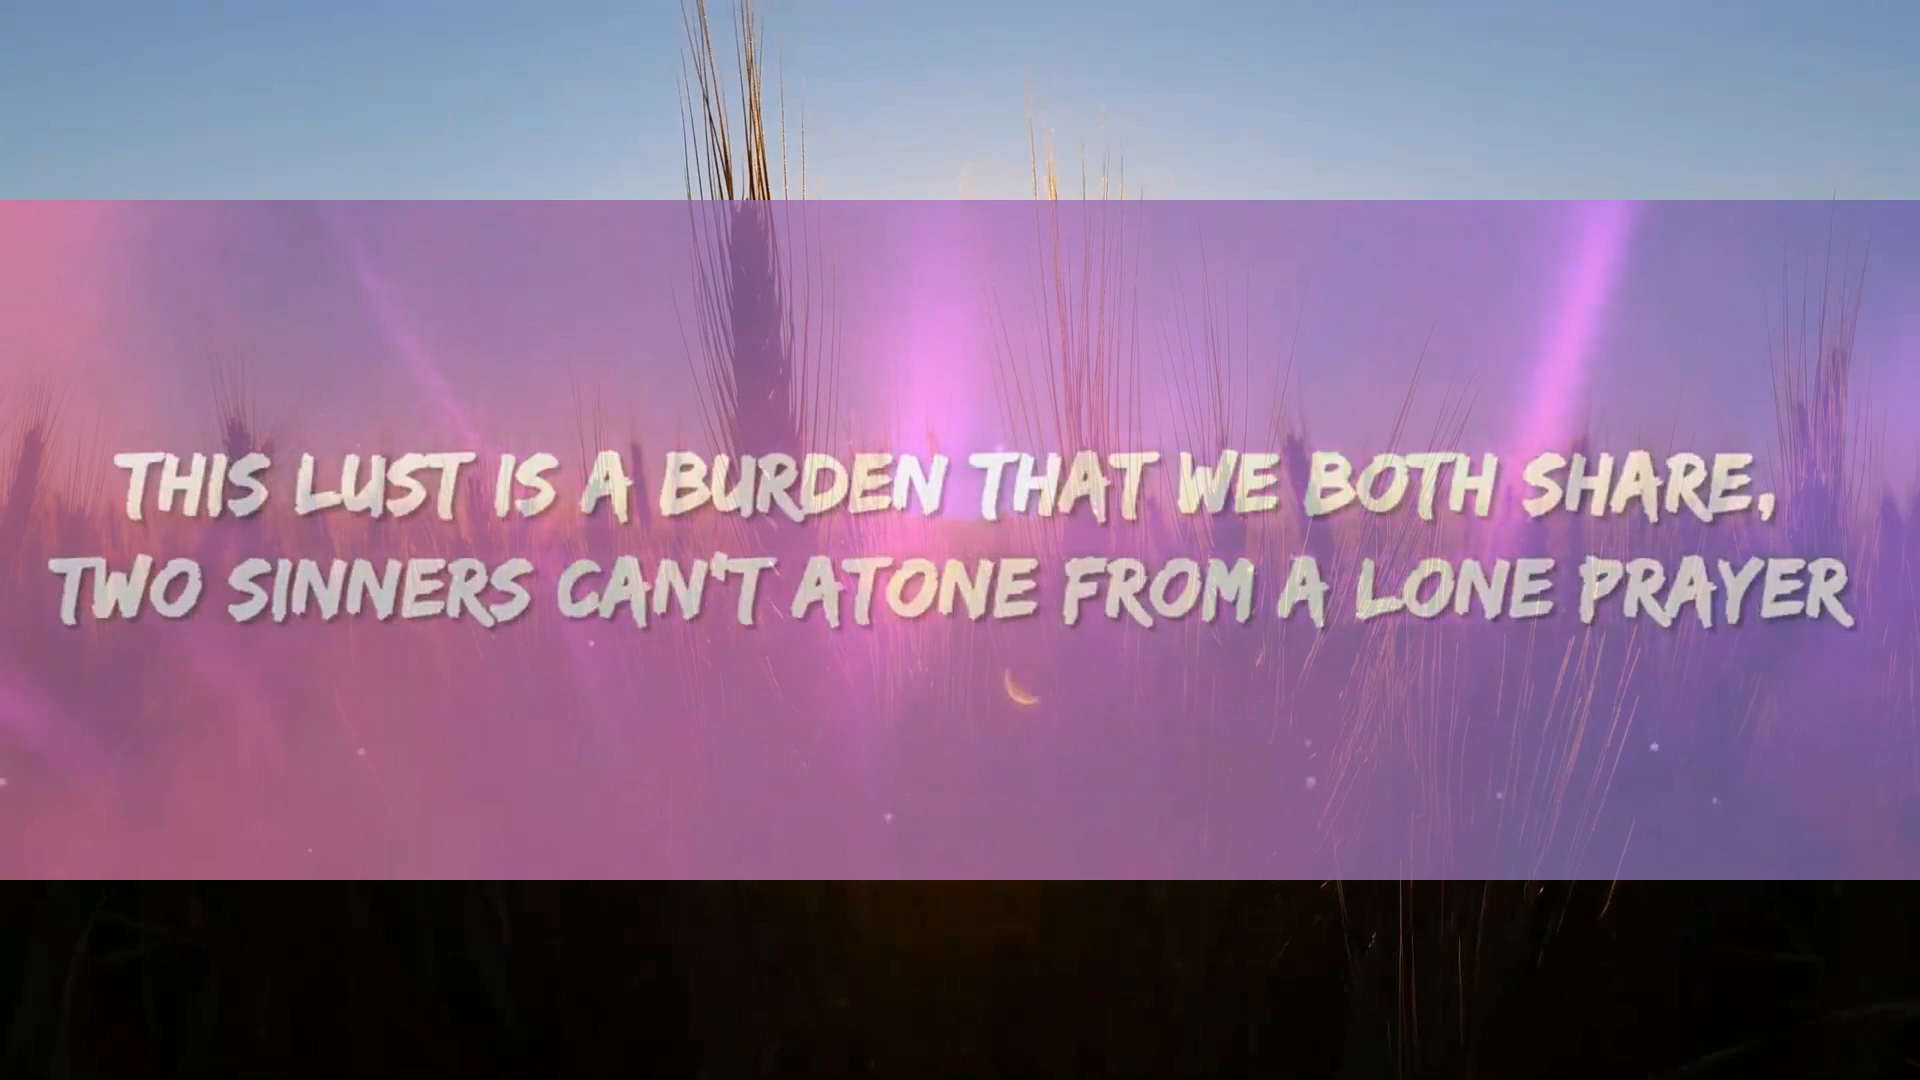 THIS LUST IS A BURDEN THAT WE BOTH SHARE,
TWO SINNERS CAN'T ATONE FROM A LONE PRAYER